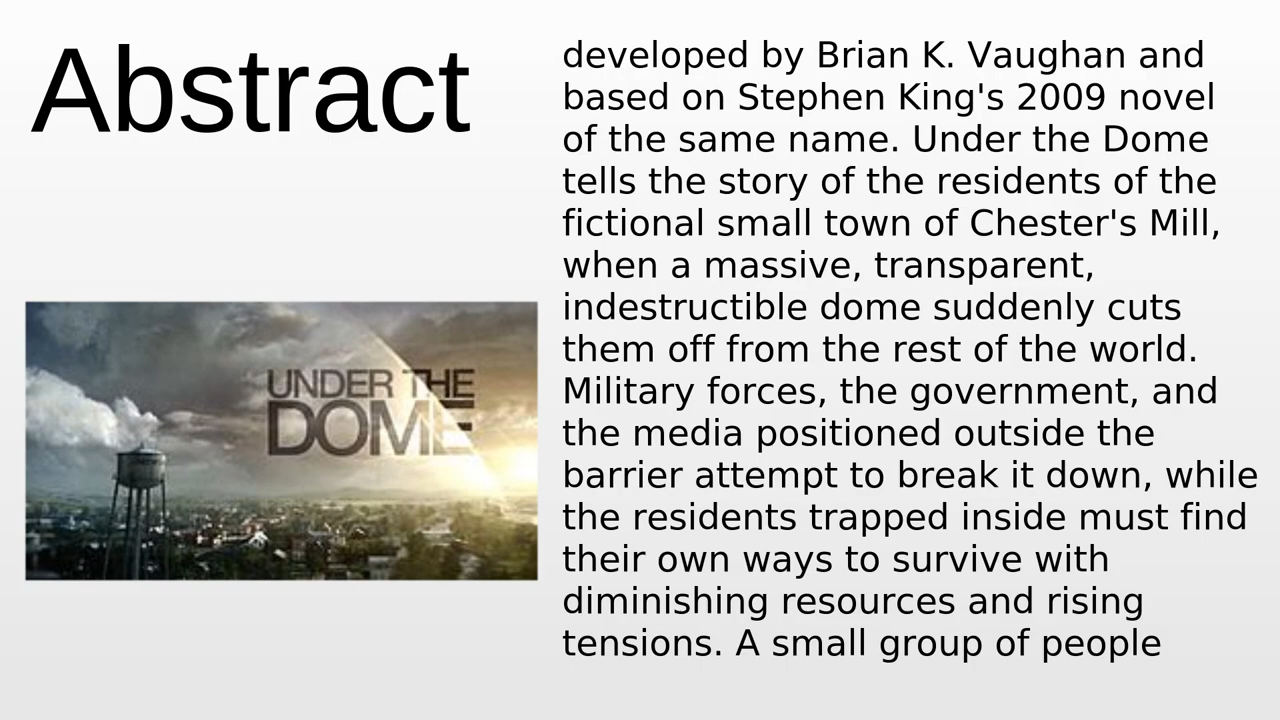 Abstract
developed by Brian K. Vaughan and
based on Stephen King's 2009 novel
of the same name. Under the Dome
tells the story of the residents of the
fictional small town of Chester's Mill,
when a massive, transparent,
indestructible dome suddenly cuts
them off from the rest of the world.
Military forces, the government, and
the media positioned outside the
barrier attempt to break it down, while
the residents trapped inside must find
their own ways to survive with
diminishing resources and rising
tensions. A small group of people
UNDER THE
DOME